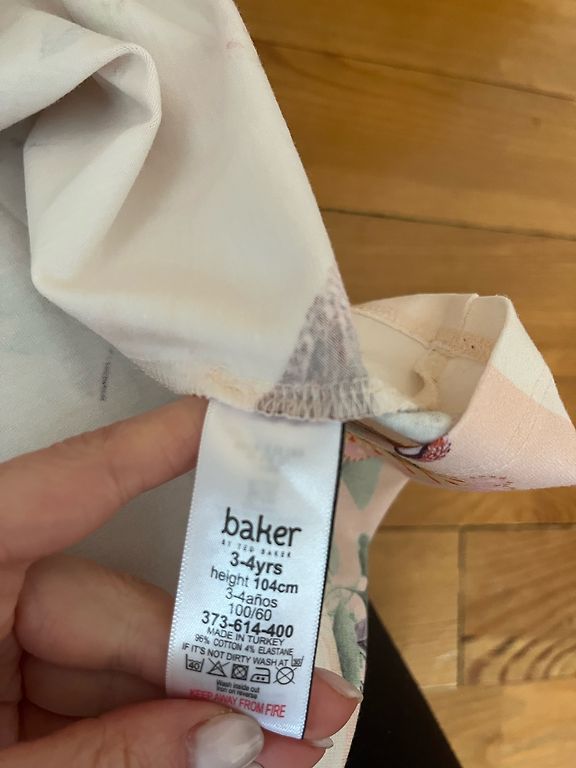 baker
BY TED BAKER
3-4yrs
height 104cm
3-4años
100/60
373-614-400
MADE IN TURKEY
96% COTTON 4% ELASTANE
IF IT'S NOT DIRTY WASH AT 30
40
Wash inside out
Iron on reverse
KEEP AWAY FROM FIRE